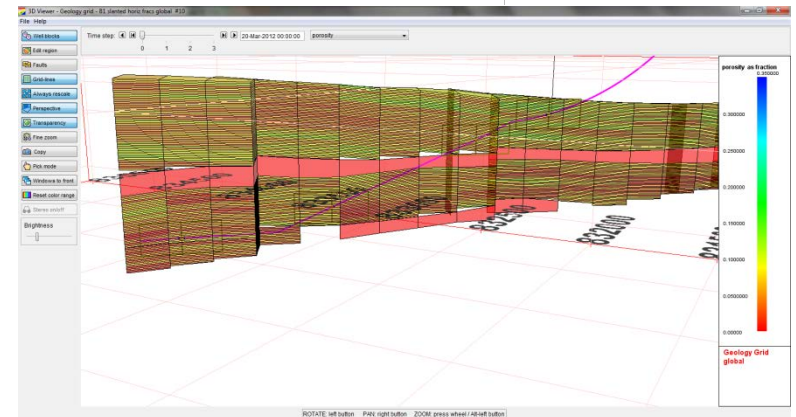 3D Viewer - Geology grid - B1 slanted horiz fracs global #10
File Help
Well blocks
Time step:
20-Mar-2012 00:00:00
porosity
0 1 2 3
Edit region
Faults
Grid-lines
Always rescale
Perspective
Transparency
Fine zoom
Copy
Pick mode
Windows to front
Reset color range
Stereo on/off
Brightness
porosity as fraction
0.350000
0.300000
0.250000
0.200000
0.150000
0.100000
0.0500000
0.00000
832500
832000
Geology Grid
global
ROTATE: left button PAN: right button ZOOM: press wheel / Alt-left button